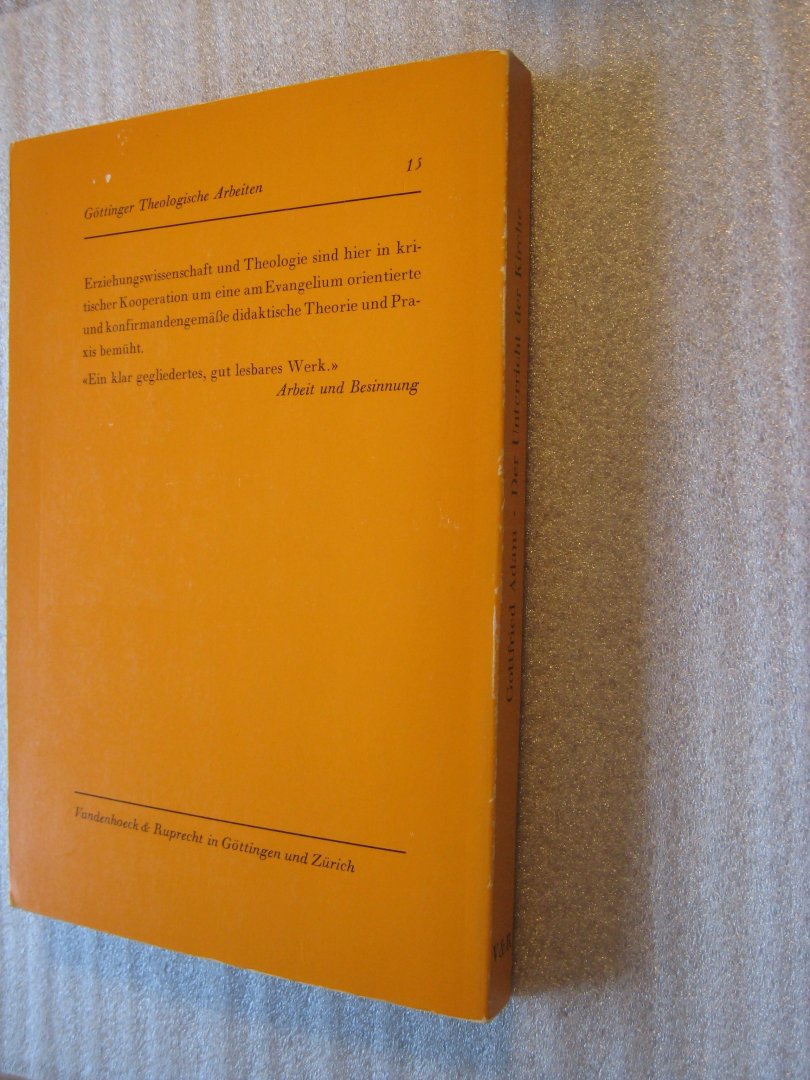 Göttinger Theologische Arbeiten 15
Erziehungswissenschaft und Theologie sind hier in kri-
tischer Kooperation um eine am Evangelium orientierte
und konfirmandengemäße didaktische Theorie und Pra-
xis bemüht.
«Ein klar gegliedertes, gut lesbares Werk.»
Arbeit und Besinnung
Vandenhoeck & Ruprecht in Göttingen und Zürich
Gottfried Adam - Der Unterricht der Kirche
V&R